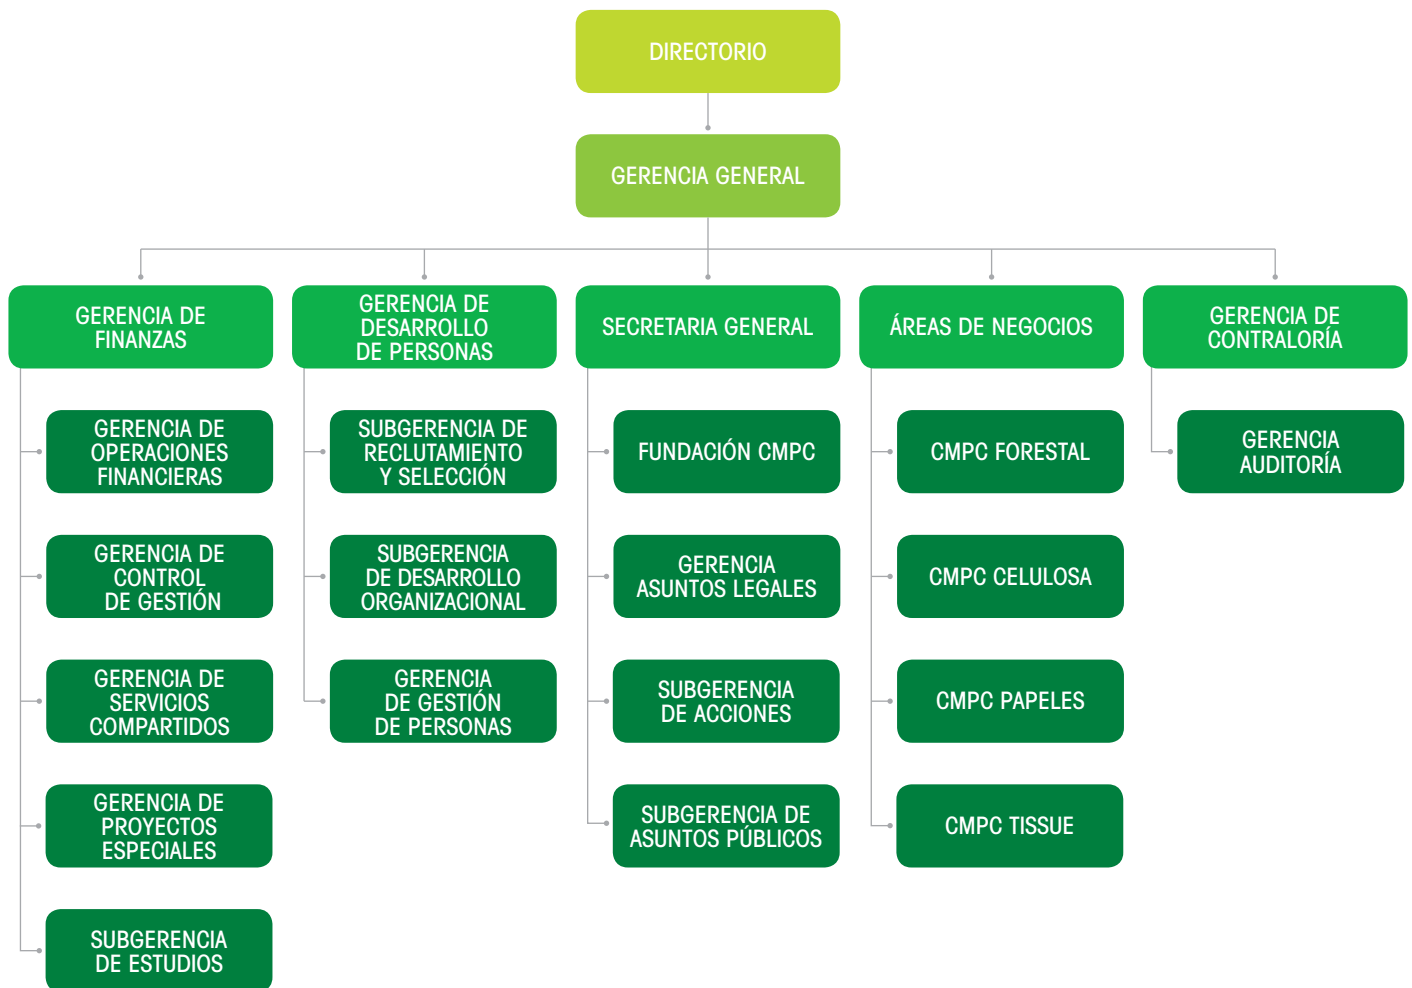 DIRECTORIO
GERENCIA GENERAL
GERENCIA DE
FINANZAS
GERENCIA DE
DESARROLLO
DE PERSONAS
SECRETARIA GENERAL
ÁREAS DE NEGOCIOS
GERENCIA DE
CONTRALORÍA
GERENCIA DE
OPERACIONES
FINANCIERAS
SUBGERENCIA DE
RECLUTAMIENTO
Y SELECCIÓN
FUNDACIÓN CMPC
CMPC FORESTAL
GERENCIA
AUDITORÍA
GERENCIA DE
CONTROL
DE GESTIÓN
SUBGERENCIA
DE DESARROLLO
ORGANIZACIONAL
GERENCIA
ASUNTOS LEGALES
CMPC CELULOSA
GERENCIA DE
SERVICIOS
COMPARTIDOS
GERENCIA
DE GESTIÓN
DE PERSONAS
SUBGERENCIA
DE ACCIONES
CMPC PAPELES
GERENCIA DE
PROYECTOS
ESPECIALES
SUBGERENCIA DE
ASUNTOS PÚBLICOS
CMPC TISSUE
SUBGERENCIA
DE ESTUDIOS